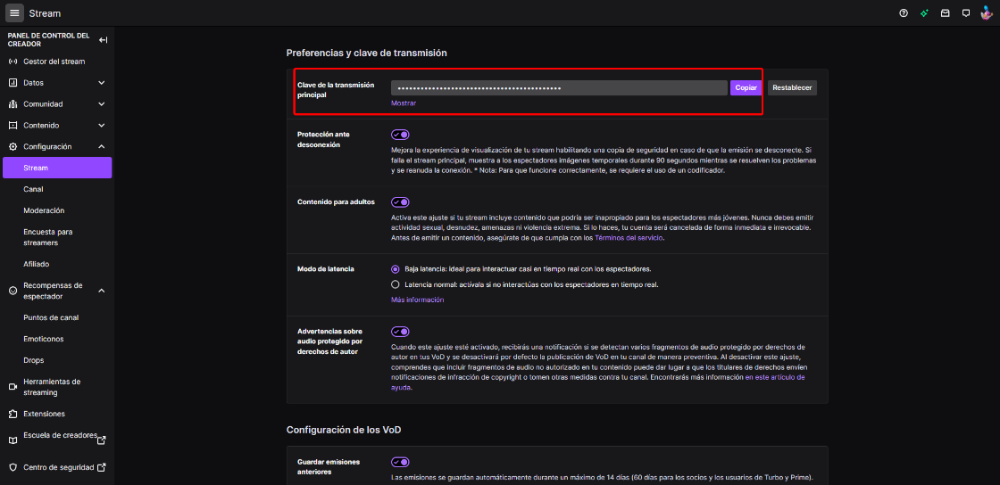 Stream
PANEL DE CONTROL DEL
CREADOR
Gestor del stream
Datos
Comunidad
Contenido
Configuración
Stream
Canal
Moderación
Encuesta para
streamers
Afiliado
Recompensas de
espectador
Puntos de canal
Emoticonos
Drops
Herramientas de
streaming
Extensiones
Escuela de creadores
Centro de seguridad
Preferencias y clave de transmisión
Clave de la transmisión
principal
Copiar
Restablecer
Mostrar
Protección ante
desconexión
Mejora la experiencia de visualización de tu stream habilitando una copia de seguridad en caso de que la emisión se desconecte. Si
falla el stream principal, muestra a los espectadores imágenes temporales durante 90 segundos mientras se resuelven los problemas
y se reanuda la conexión. * Nota: Para que funcione correctamente, se requiere el uso de un codificador.
Contenido para adultos
Activa este ajuste si tu stream incluye contenido que podría ser inapropiado para los espectadores más jóvenes. Nunca debes emitir
actividad sexual, desnudez, amenazas ni violencia extrema. Si lo haces, tu cuenta será cancelada de forma inmediata e irrevocable.
Antes de emitir un contenido, asegúrate de que cumpla con los Términos del servicio.
Modo de latencia
Baja latencia: ideal para interactuar casi en tiempo real con los espectadores.
Latencia normal: actívala si no interactúas con los espectadores en tiempo real.
Más información
Advertencias sobre
audio protegido por
derechos de autor
Cuando este ajuste esté activado, recibirás una notificación si se detectan varios fragmentos de audio protegido por derechos de
autor en tus VoD y se desactivará por defecto la publicación de VoD en tu canal de manera preventiva. Al desactivar este ajuste,
comprendes que incluir fragmentos de audio no autorizado en tu contenido puede dar lugar a que los titulares de derechos envíen
notificaciones de infracción de copyright o tomen otras medidas contra tu canal. Encontrarás más información en este artículo de
ayuda.
Configuración de los VoD
Guardar emisiones
anteriores
Las emisiones se guardan automáticamente durante un máximo de 14 días (60 días para los socios y los usuarios de Turbo y Prime).